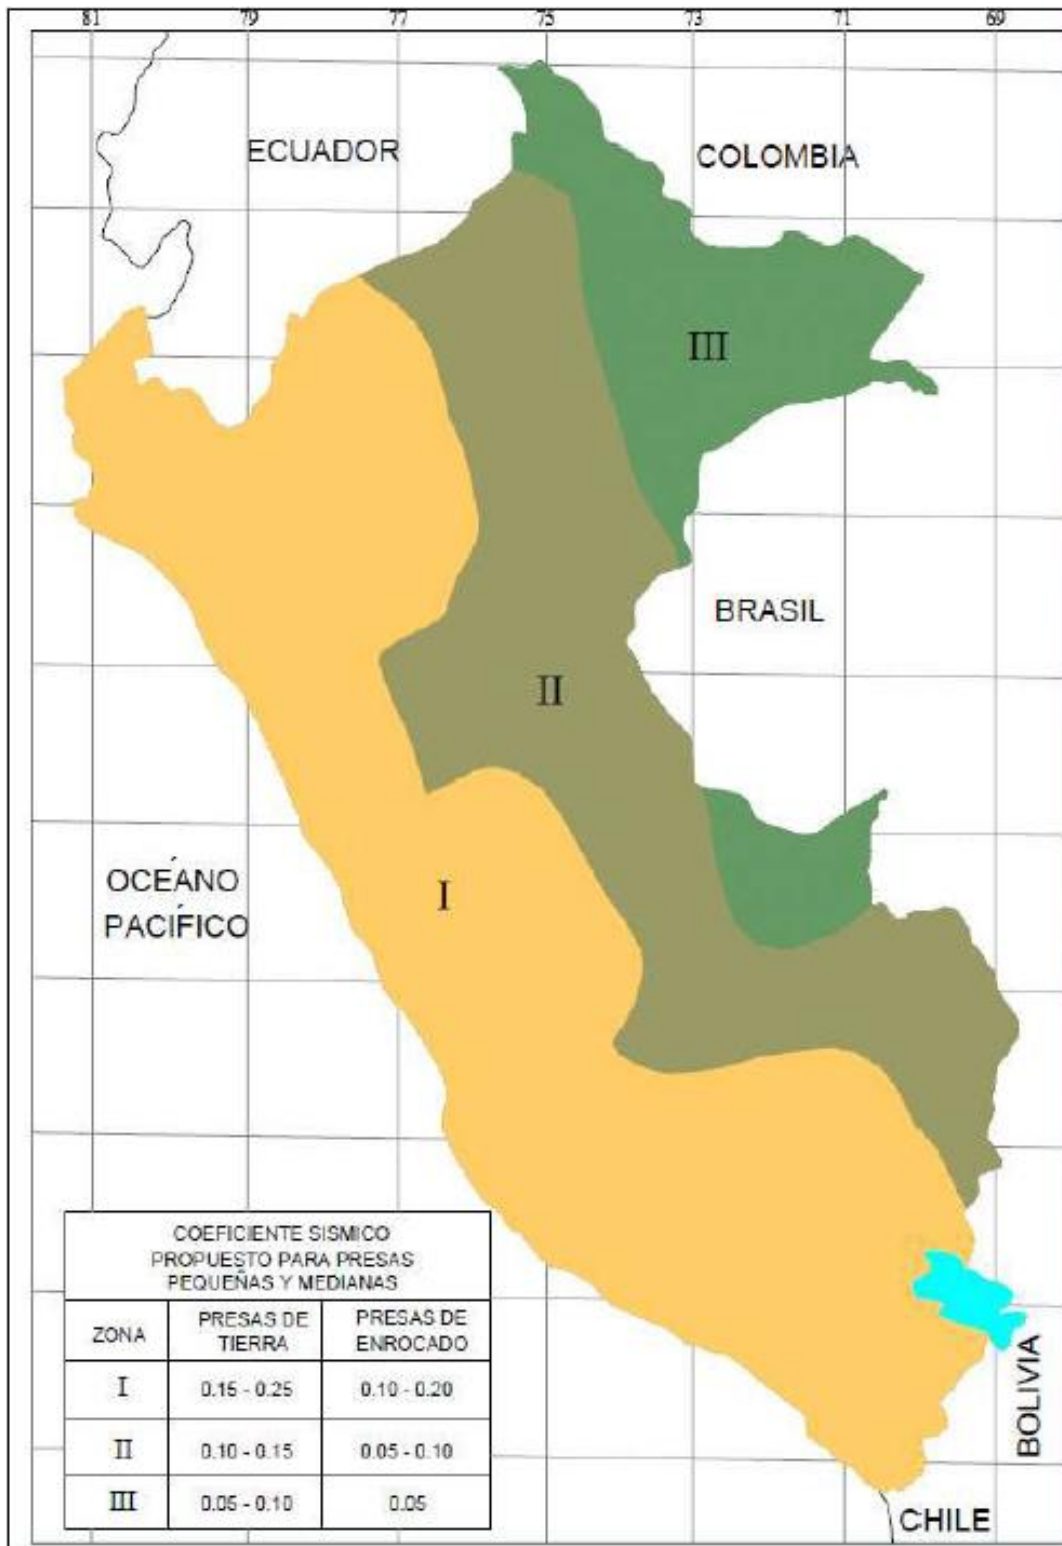 81 79 77 75 73 71 69
ECUADOR
COLOMBIA
III
BRASIL
II
OCÉANO
PACÍFICO
I
COEFICIENTE SISMICO
PROPUESTO PARA PRESAS
PEQUEÑAS Y MEDIANAS
ZONA PRESAS DE TIERRA PRESAS DE ENROCADO
I 0.15 - 0.25 0.10 - 0.20
II 0.10 - 0.15 0.05 - 0.10
III 0.05 - 0.10 0.05
BOLIVIA
CHILE